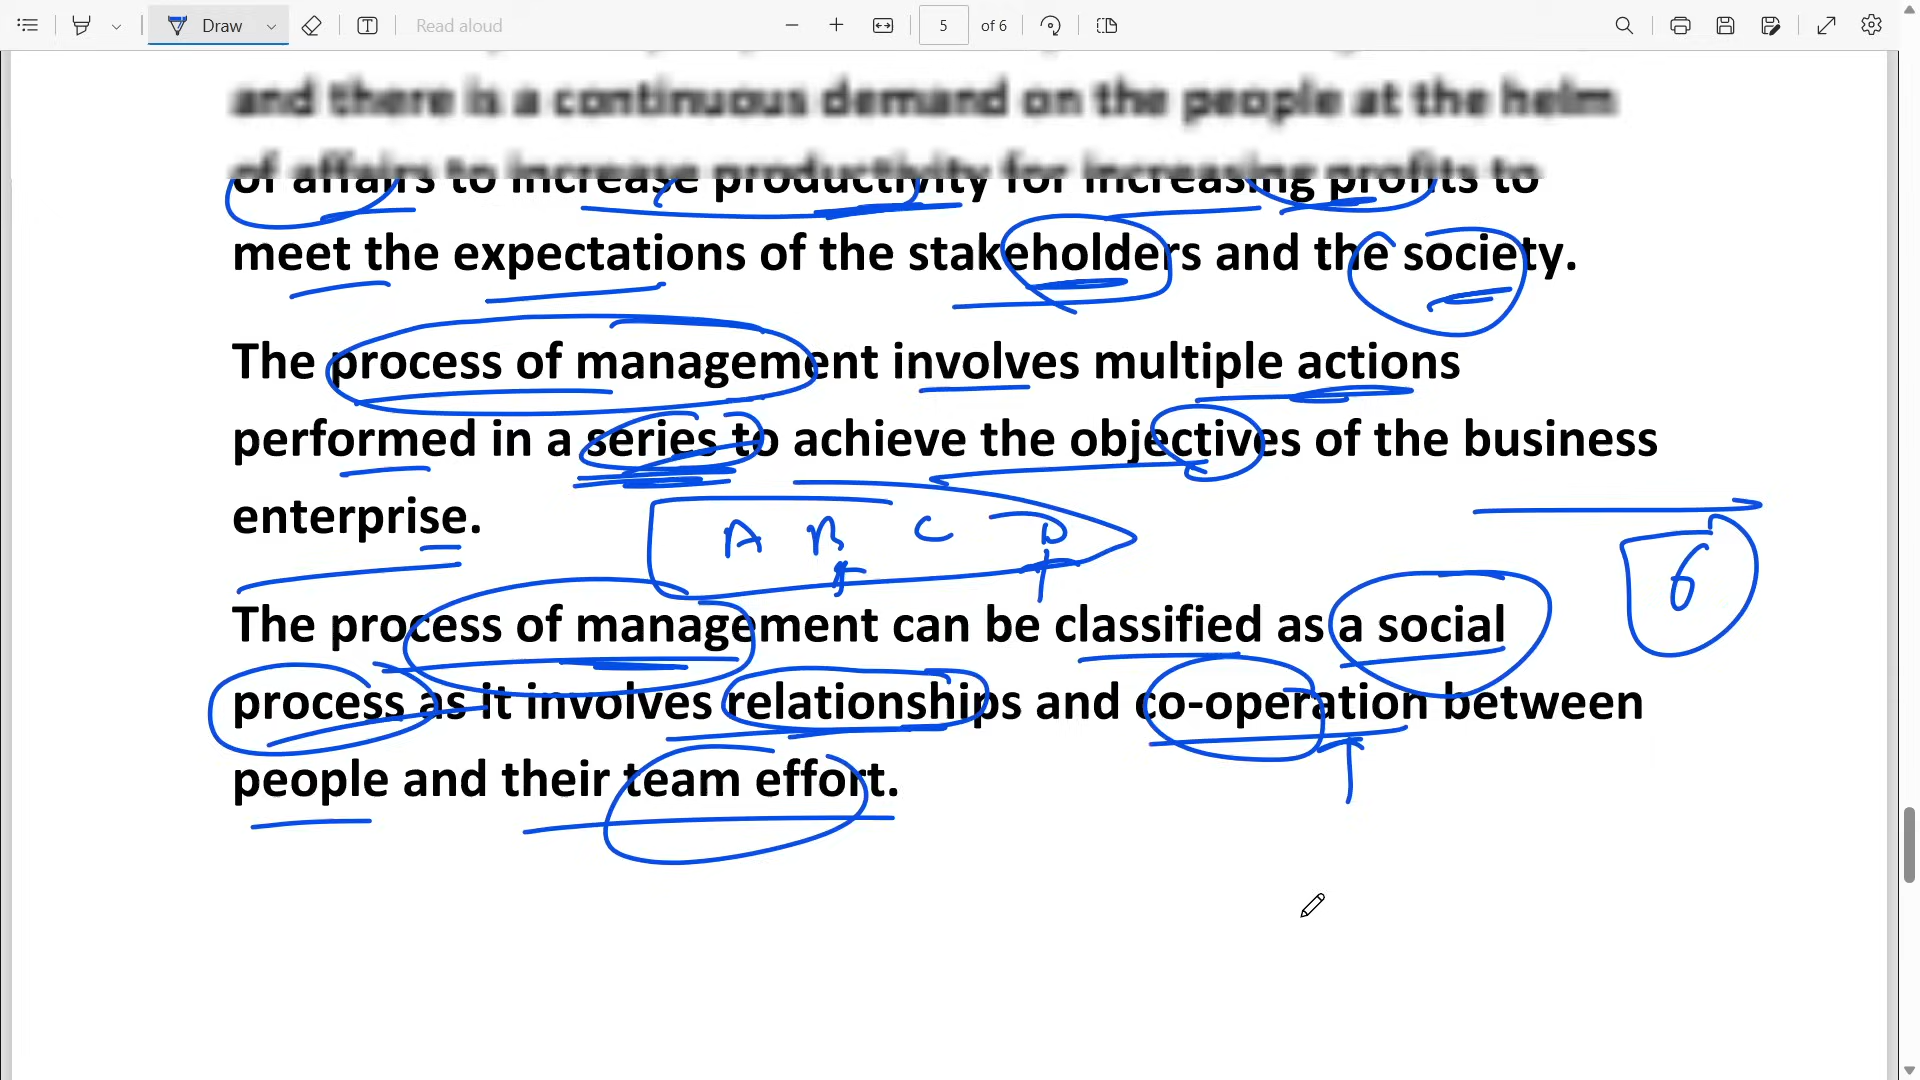 Draw
Read aloud
5 of 6
and there is a continuous demand on the people at the helm
of affairs to increase productivity for increasing profits to
meet the expectations of the stakeholders and the society.
The process of management involves multiple actions
performed in a series to achieve the objectives of the business
enterprise.
A B C D
6
The process of management can be classified as a social
process as it involves relationships and co-operation between
people and their team effort.